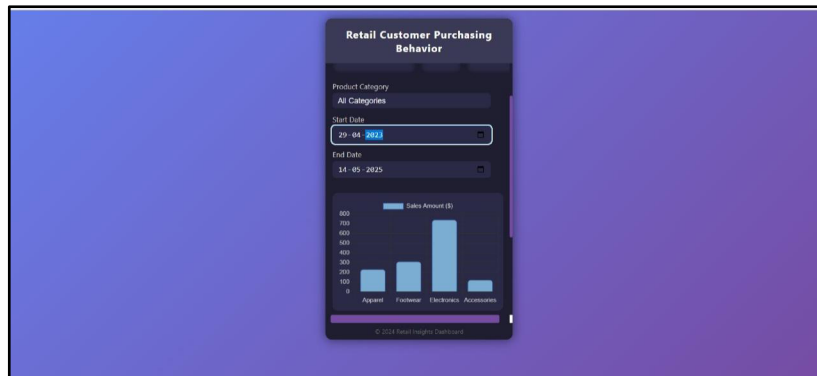 Retail Customer Purchasing
Behavior
Product Category
All Categories
Start Date
29-04-2023
End Date
14-05-2025
Sales Amount ($)
800
700
600
500
400
300
200
100
0
Apparel Footwear Electronics Accessories
© 2024 Retail Insights Dashboard